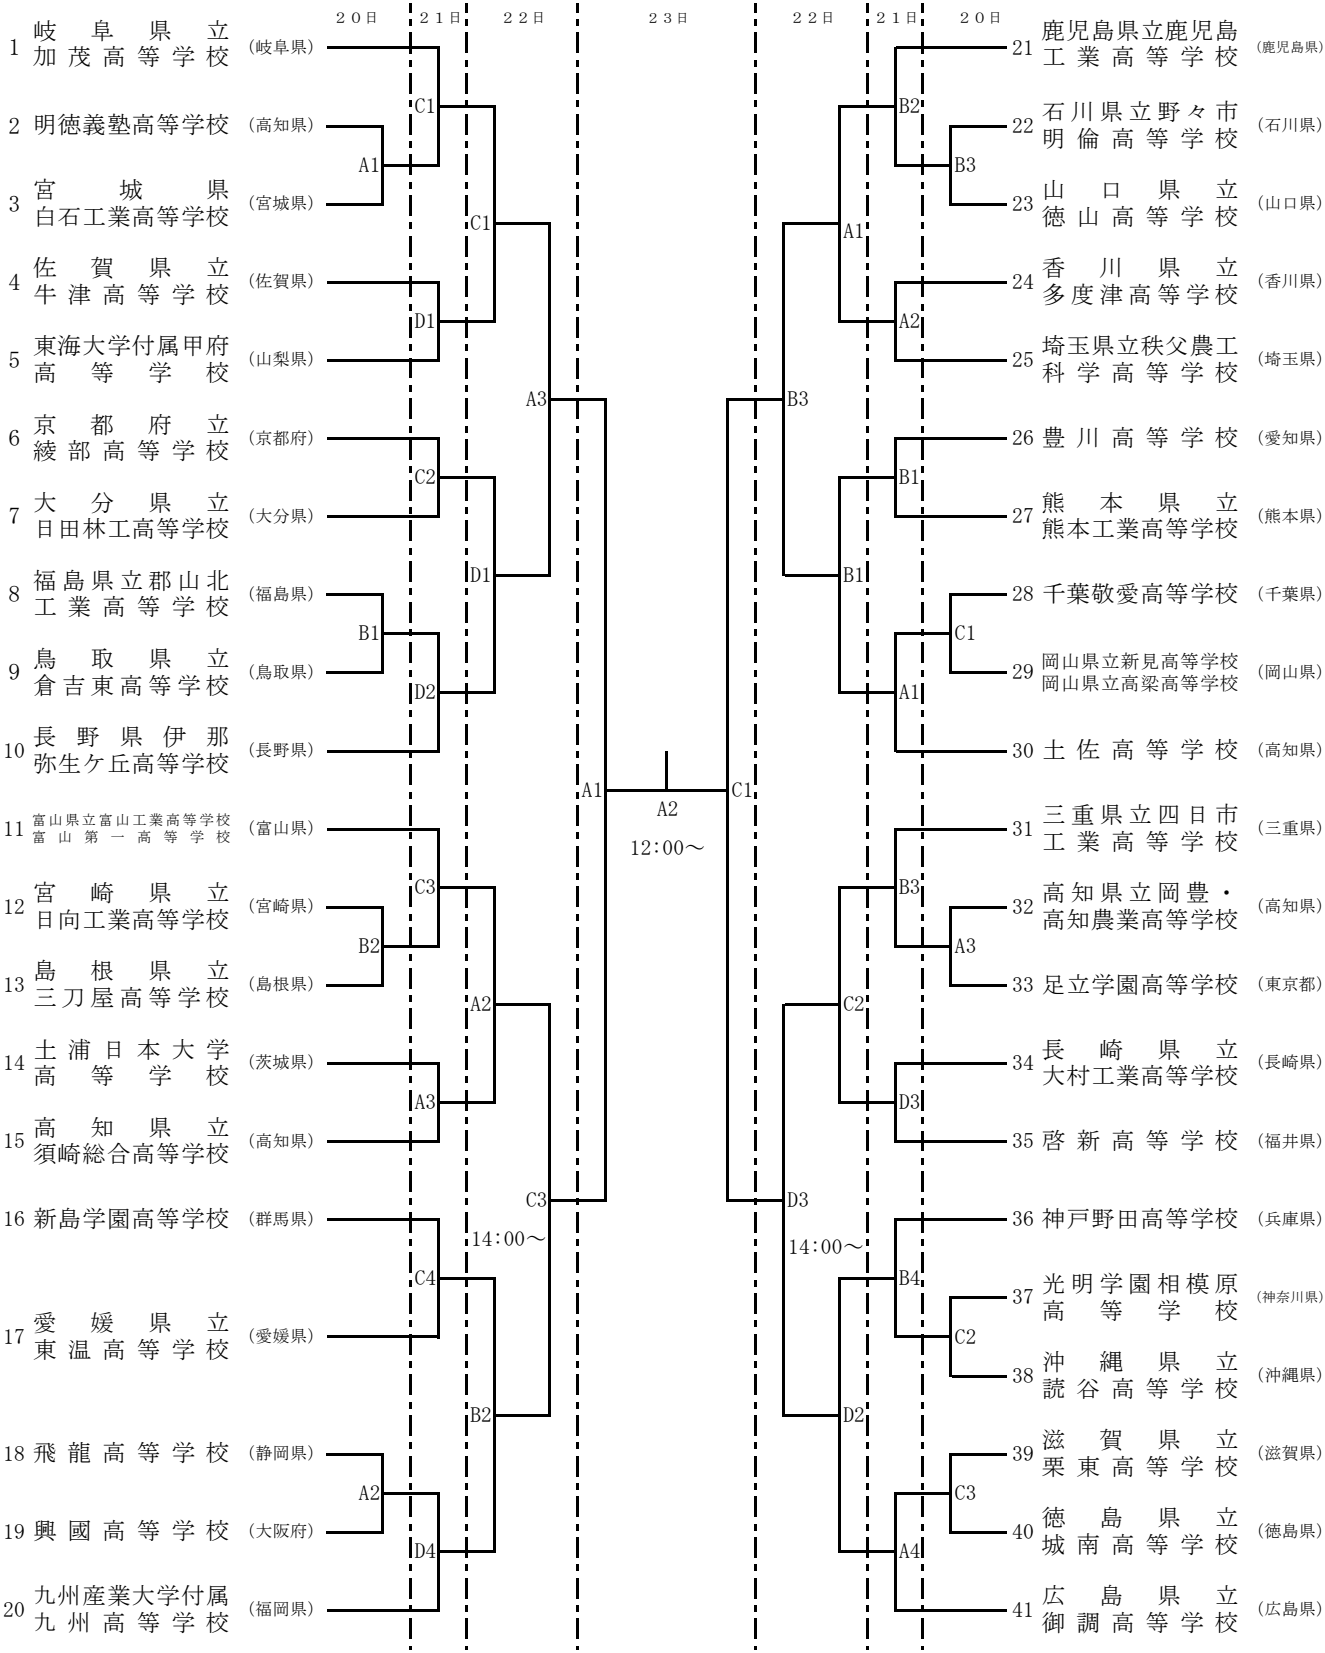 20日 21日 22日 23日 22日 21日 20日
1 岐阜県立
加茂高等学校 (岐阜県)
2 明徳義塾高等学校 (高知県)
3 宮城県
白石工業高等学校 (宮城県)
4 佐賀県立
牛津高等学校 (佐賀県)
5 東海大学付属甲府
高等学校 (山梨県)
6 京都府立
綾部高等学校 (京都府)
7 大分県立
日田林工高等学校 (大分県)
8 福島県立郡山北
工業高等学校 (福島県)
9 鳥取県立
倉吉東高等学校 (鳥取県)
10 長野県伊那
弥生ケ丘高等学校 (長野県)
11 富山県立富山工業高等学校
富山第一高等学校 (富山県)
12 宮崎県立
日向工業高等学校 (宮崎県)
13 島根県立
三刀屋高等学校 (島根県)
14 土浦日本大学
高等学校 (茨城県)
15 高知県立
須崎総合高等学校 (高知県)
16 新島学園高等学校 (群馬県)
17 愛媛県立
東温高等学校 (愛媛県)
18 飛龍高等学校 (静岡県)
19 興國高等学校 (大阪府)
20 九州産業大学付属
九州高等学校 (福岡県)
A1
B1
B2
A2
C1
D1
C2
D2
C3
A3
C4
D4
C1
D1
A2
B2
A3
C3
14:00～
A1
A2
12:00～
C1
B3
D3
14:00～
A1
B1
C2
D2
B2
A2
B1
A1
B3
D3
B4
A4
B3
C1
A3
C2
C3
21 鹿児島県立鹿児島
工業高等学校 (鹿児島県)
22 石川県立野々市
明倫高等学校 (石川県)
23 山口県立
徳山高等学校 (山口県)
24 香川県立
多度津高等学校 (香川県)
25 埼玉県立秩父農工
科学高等学校 (埼玉県)
26 豊川高等学校 (愛知県)
27 熊本県立
熊本工業高等学校 (熊本県)
28 千葉敬愛高等学校 (千葉県)
29 岡山県立新見高等学校
岡山県立高梁高等学校 (岡山県)
30 土佐高等学校 (高知県)
31 三重県立四日市
工業高等学校 (三重県)
32 高知県立岡豊・
高知農業高等学校 (高知県)
33 足立学園高等学校 (東京都)
34 長崎県立
大村工業高等学校 (長崎県)
35 啓新高等学校 (福井県)
36 神戸野田高等学校 (兵庫県)
37 光明学園相模原
高等学校 (神奈川県)
38 沖縄県立
読谷高等学校 (沖縄県)
39 滋賀県立
栗東高等学校 (滋賀県)
40 徳島県立
城南高等学校 (徳島県)
41 広島県立
御調高等学校 (広島県)